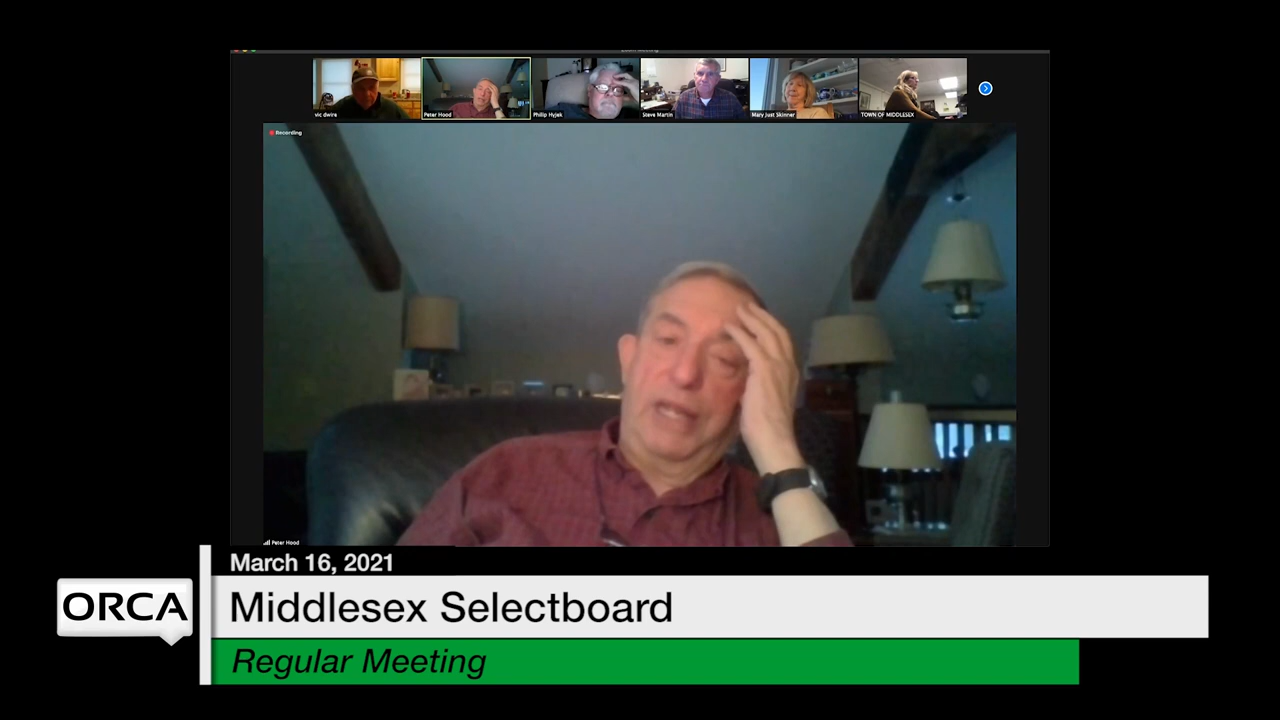 vic dwire
Peter Hood
Philip Hyjek
Steve Martin
Mary Just Skinner
TOWN OF MIDDLESEX
Recording
Peter Hood
March 16, 2021
ORCA
Middlesex Selectboard
Regular Meeting